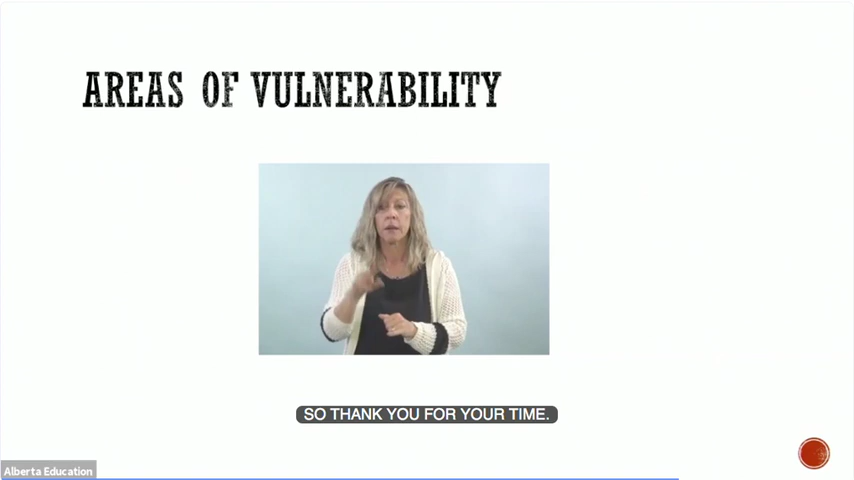 AREAS OF VULNERABILITY
SO THANK YOU FOR YOUR TIME.
Alberta Education